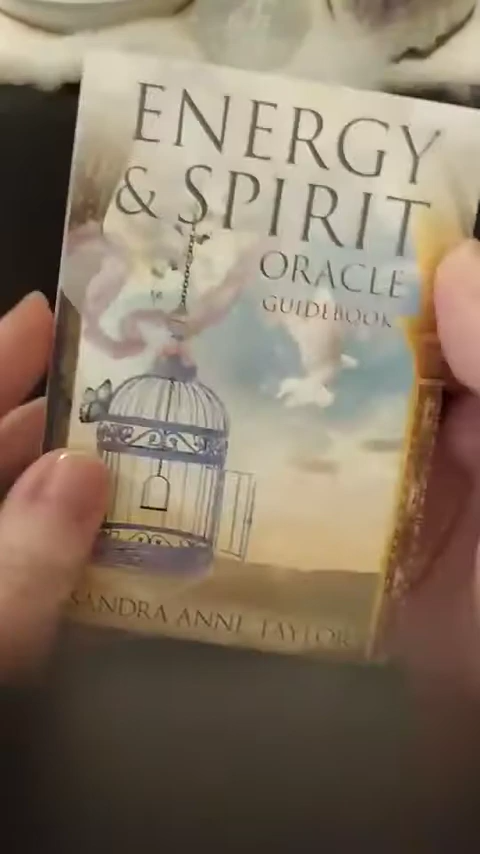 ENERGY
& SPIRIT
ORACLE
GUIDEBOOK
SANDRA ANNE TAYLOR